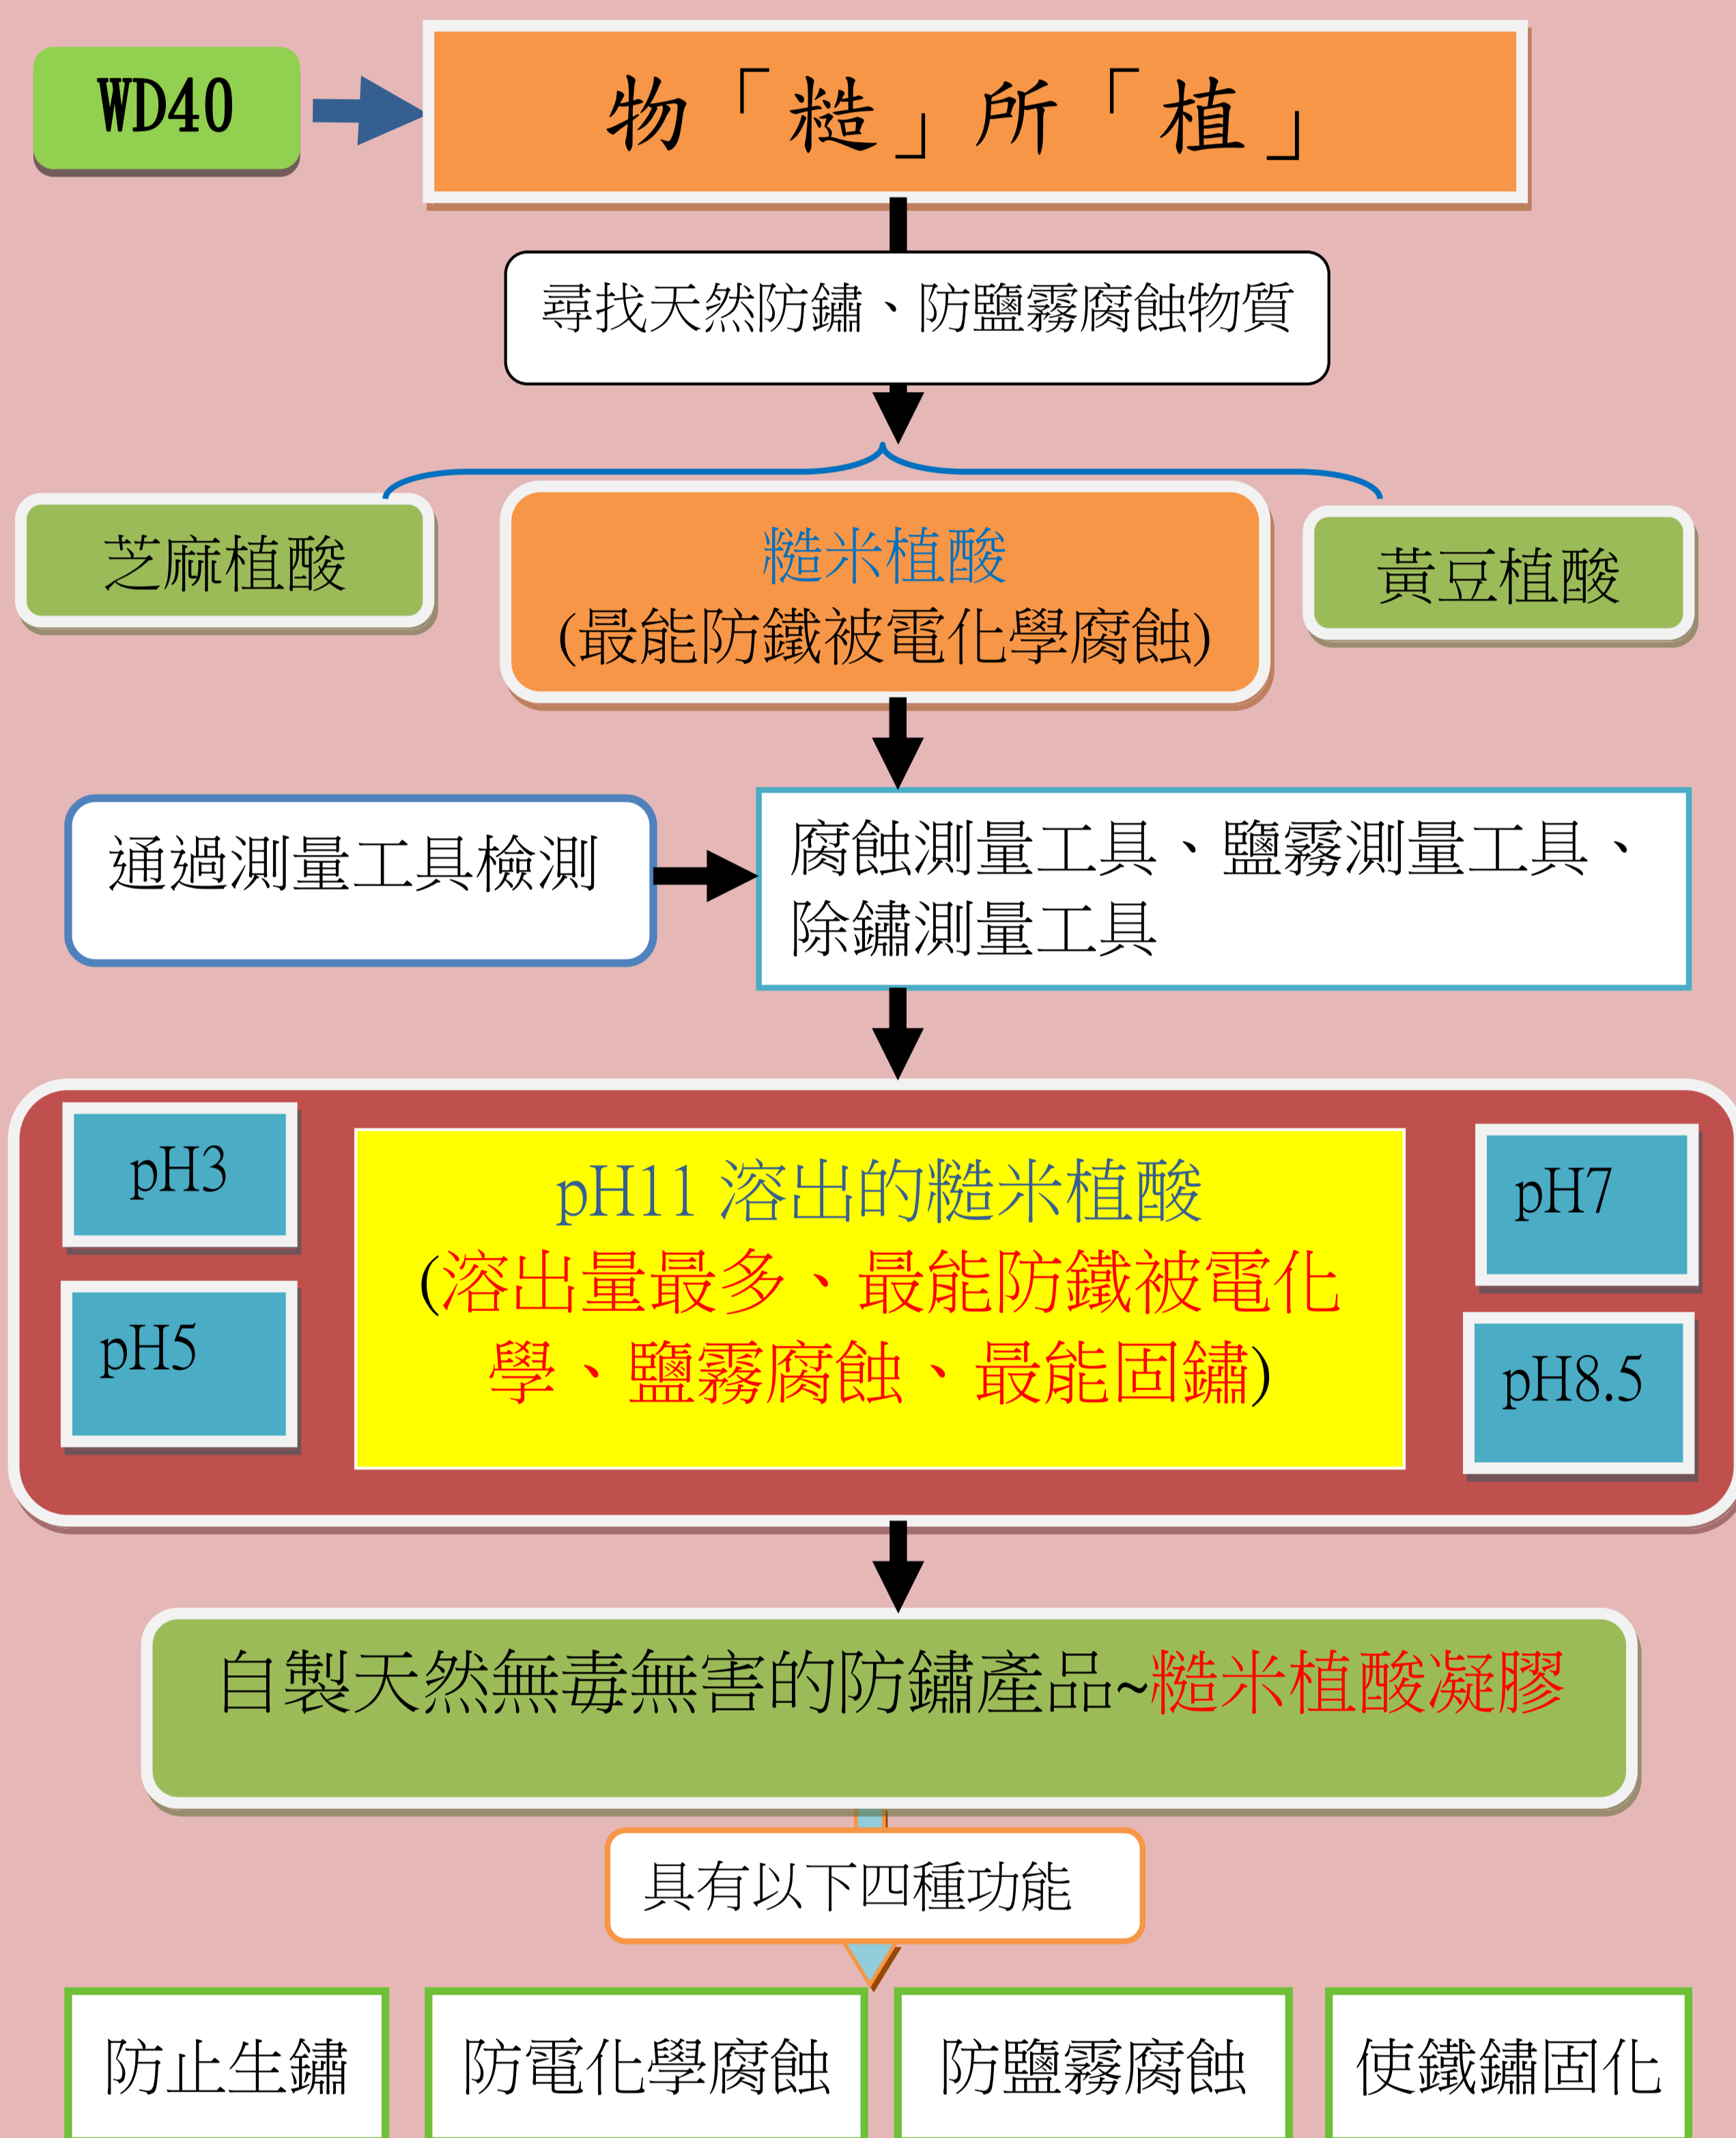 WD40
物「糙」所「植」
尋找天然防鏽、防鹽霧腐蝕物質
芝麻植酸
糙米植酸
(最能防鐵被電化學腐蝕)
黃豆植酸
通過測量工具檢測
腐蝕測量工具、鹽霧測量工具、
除鏽測量工具
pH3
pH5
pH11 溶出的糙米植酸
(溶出量最多、最能防鐵被電化
學、鹽霧腐蝕、最能固鏽)
pH7
pH8.5
自製天然無毒無害的防鏽產品~糙米植酸凝膠
具有以下四種功能
防止生鏽
防電化學腐蝕
防鹽霧腐蝕
使鐵鏽固化